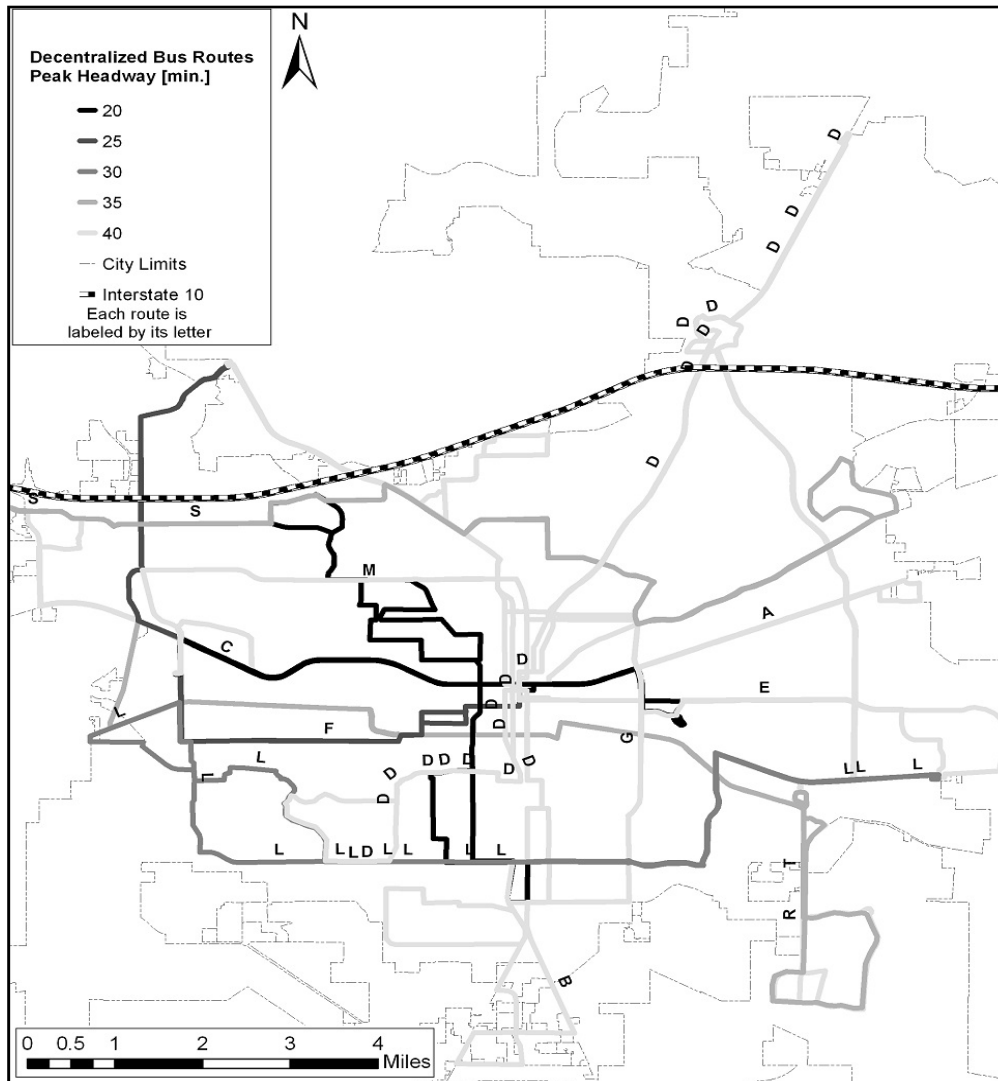 N
Decentralized Bus Routes
Peak Headway [min.]
20
25
30
35
40
City Limits
Interstate 10
Each route is
labeled by its letter
D
D
D
D
D
D
D
D
S
S
M
A
C
D
D
E
D
L
F
D
G
D
D D D
D
L
L
D
L L
L
D
L
L L D L L
L
L
T
R
B
0 0.5 1 2 3 4
Miles